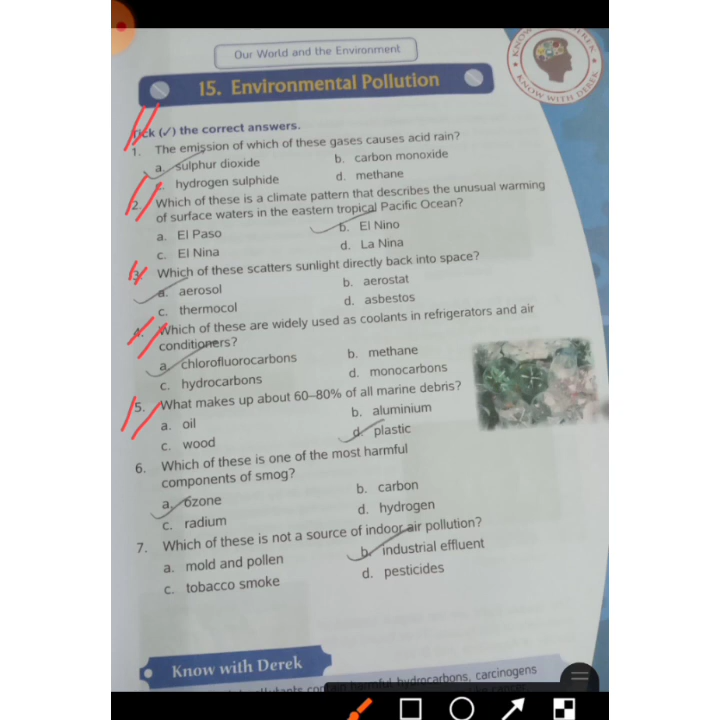 Our World and the Environment
15. Environmental Pollution
KNOW WITH DEREK
Tick (✓) the correct answers.
1. The emission of which of these gases causes acid rain?
a. sulphur dioxide b. carbon monoxide
c. hydrogen sulphide d. methane
2. Which of these is a climate pattern that describes the unusual warming
of surface waters in the eastern tropical Pacific Ocean?
a. El Paso b. El Nino
c. El Nina d. La Nina
3. Which of these scatters sunlight directly back into space?
a. aerosol b. aerostat
c. thermocol d. asbestos
4. Which of these are widely used as coolants in refrigerators and air
conditioners?
a. chlorofluorocarbons b. methane
c. hydrocarbons d. monocarbons
5. What makes up about 60–80% of all marine debris?
a. oil b. aluminium
c. wood d. plastic
6. Which of these is one of the most harmful
components of smog?
a. ozone b. carbon
c. radium d. hydrogen
7. Which of these is not a source of indoor air pollution?
a. mold and pollen b. industrial effluent
c. tobacco smoke d. pesticides
Know with Derek
contain harmful hydrocarbons, carcinogens